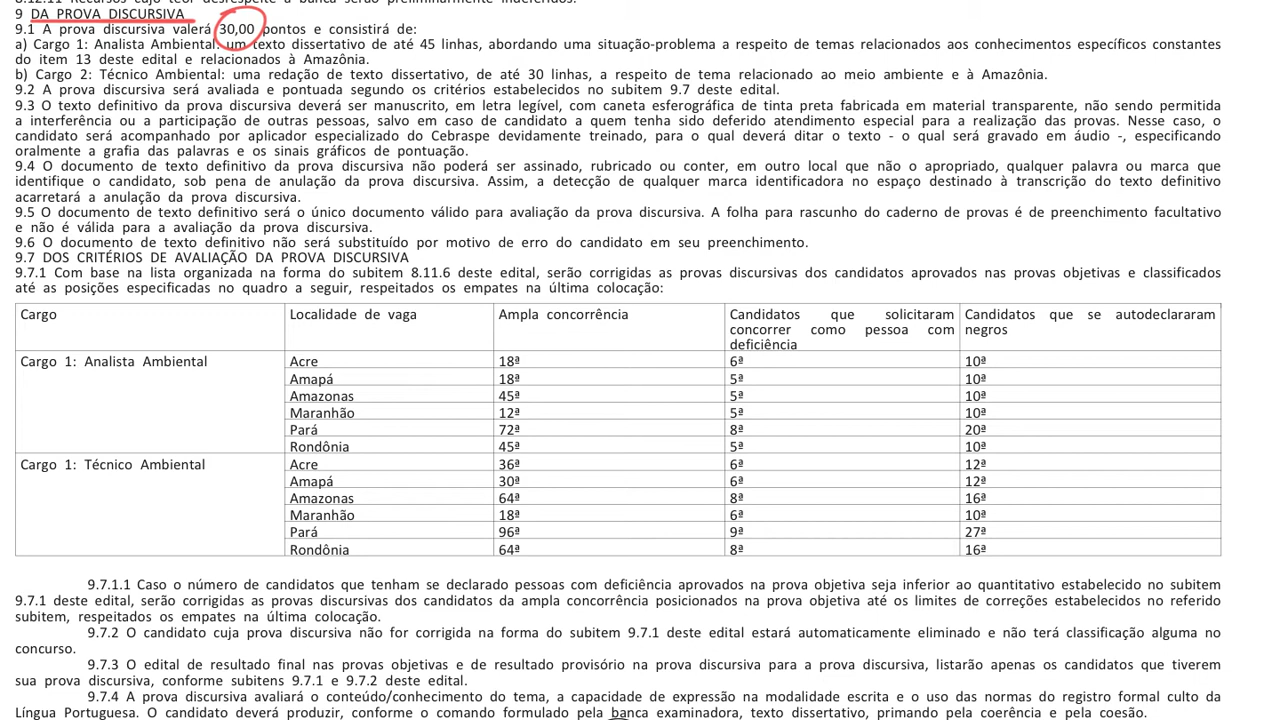 8.12.11 Recursos cujo teor desrespeite a banca serão preliminarmente indeferidos.
9 DA PROVA DISCURSIVA
9.1 A prova discursiva valerá 30,00 pontos e consistirá de:
a) Cargo 1: Analista Ambiental: um texto dissertativo de até 45 linhas, abordando uma situação-problema a respeito de temas relacionados aos conhecimentos específicos constantes
do item 13 deste edital e relacionados à Amazônia.
b) Cargo 2: Técnico Ambiental: uma redação de texto dissertativo, de até 30 linhas, a respeito de tema relacionado ao meio ambiente e à Amazônia.
9.2 A prova discursiva será avaliada e pontuada segundo os critérios estabelecidos no subitem 9.7 deste edital.
9.3 O texto definitivo da prova discursiva deverá ser manuscrito, em letra legível, com caneta esferográfica de tinta preta fabricada em material transparente, não sendo permitida
a interferência ou a participação de outras pessoas, salvo em caso de candidato a quem tenha sido deferido atendimento especial para a realização das provas. Nesse caso, o
candidato será acompanhado por aplicador especializado do Cebraspe devidamente treinado, para o qual deverá ditar o texto - o qual será gravado em áudio -, especificando
oralmente a grafia das palavras e os sinais gráficos de pontuação.
9.4 O documento de texto definitivo da prova discursiva não poderá ser assinado, rubricado ou conter, em outro local que não o apropriado, qualquer palavra ou marca que
identifique o candidato, sob pena de anulação da prova discursiva. Assim, a detecção de qualquer marca identificadora no espaço destinado à transcrição do texto definitivo
acarretará a anulação da prova discursiva.
9.5 O documento de texto definitivo será o único documento válido para avaliação da prova discursiva. A folha para rascunho do caderno de provas é de preenchimento facultativo
e não é válida para a avaliação da prova discursiva.
9.6 O documento de texto definitivo não será substituído por motivo de erro do candidato em seu preenchimento.
9.7 DOS CRITÉRIOS DE AVALIAÇÃO DA PROVA DISCURSIVA
9.7.1 Com base na lista organizada na forma do subitem 8.11.6 deste edital, serão corrigidas as provas discursivas dos candidatos aprovados nas provas objetivas e classificados
até as posições especificadas no quadro a seguir, respeitados os empates na última colocação:
Cargo Localidade de vaga Ampla concorrência Candidatos que solicitaram Candidatos que se autodeclararam
concorrer como pessoa com negros
deficiência
Cargo 1: Analista Ambiental Acre 18ª 6ª 10ª
Amapá 18ª 5ª 10ª
Amazonas 45ª 5ª 10ª
Maranhão 12ª 5ª 10ª
Pará 72ª 8ª 20ª
Rondônia 45ª 5ª 10ª
Cargo 1: Técnico Ambiental Acre 36ª 6ª 12ª
Amapá 30ª 6ª 12ª
Amazonas 64ª 8ª 16ª
Maranhão 18ª 6ª 10ª
Pará 96ª 9ª 27ª
Rondônia 64ª 8ª 16ª
9.7.1.1 Caso o número de candidatos que tenham se declarado pessoas com deficiência aprovados na prova objetiva seja inferior ao quantitativo estabelecido no subitem
9.7.1 deste edital, serão corrigidas as provas discursivas dos candidatos da ampla concorrência posicionados na prova objetiva até os limites de correções estabelecidos no referido
subitem, respeitados os empates na última colocação.
9.7.2 O candidato cuja prova discursiva não for corrigida na forma do subitem 9.7.1 deste edital estará automaticamente eliminado e não terá classificação alguma no
concurso.
9.7.3 O edital de resultado final nas provas objetivas e de resultado provisório na prova discursiva para a prova discursiva, listarão apenas os candidatos que tiverem
sua prova discursiva, conforme subitens 9.7.1 e 9.7.2 deste edital.
9.7.4 A prova discursiva avaliará o conteúdo/conhecimento do tema, a capacidade de expressão na modalidade escrita e o uso das normas do registro formal culto da
Língua Portuguesa. O candidato deverá produzir, conforme o comando formulado pela banca examinadora, texto dissertativo, primando pela coerência e pela coesão.